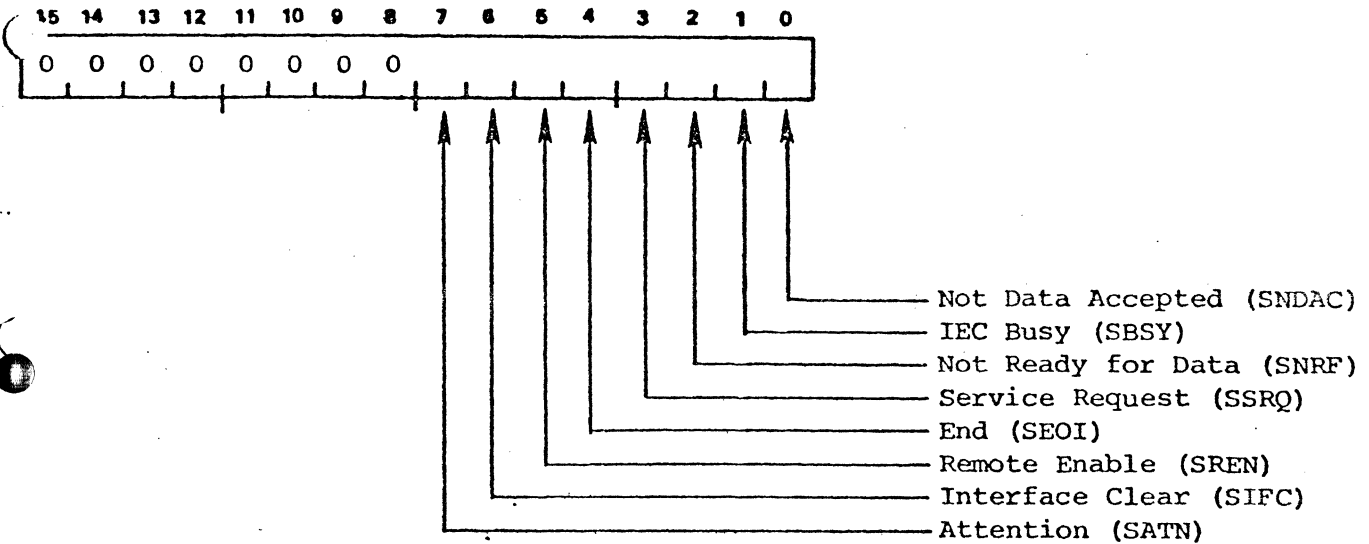 15 14 13 12 11 10 9 8 7 6 5 4 3 2 1 0
0 0 0 0 0 0 0 0
Not Data Accepted (SNDAC)
IEC Busy (SBSY)
Not Ready for Data (SNRF)
Service Request (SSRQ)
End (SEOI)
Remote Enable (SREN)
Interface Clear (SIFC)
Attention (SATN)